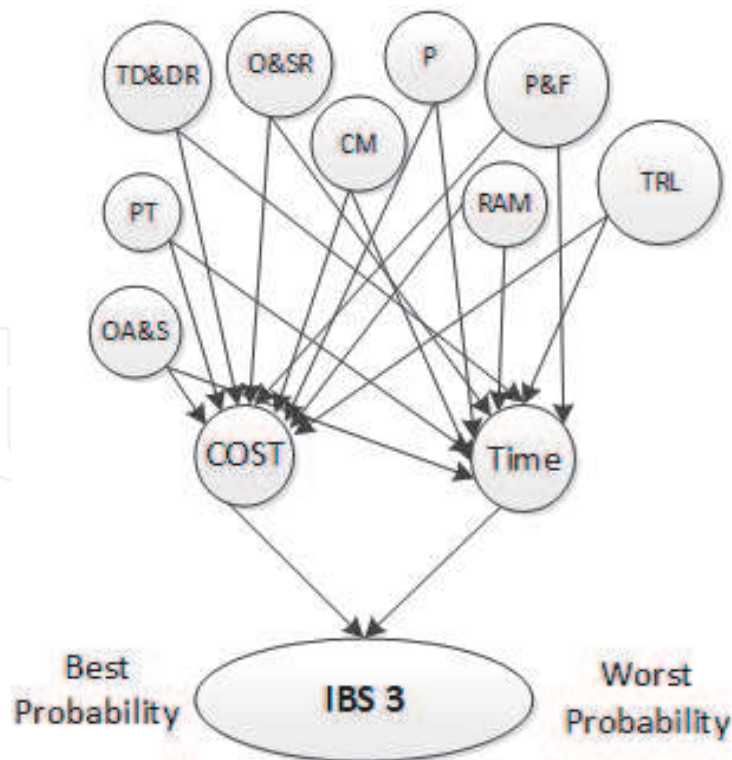 TD&DR
O&SR
P
P&F
CM
TRL
PT
RAM
OA&S
COST
Time
Best
Probability
IBS 3
Worst
Probability